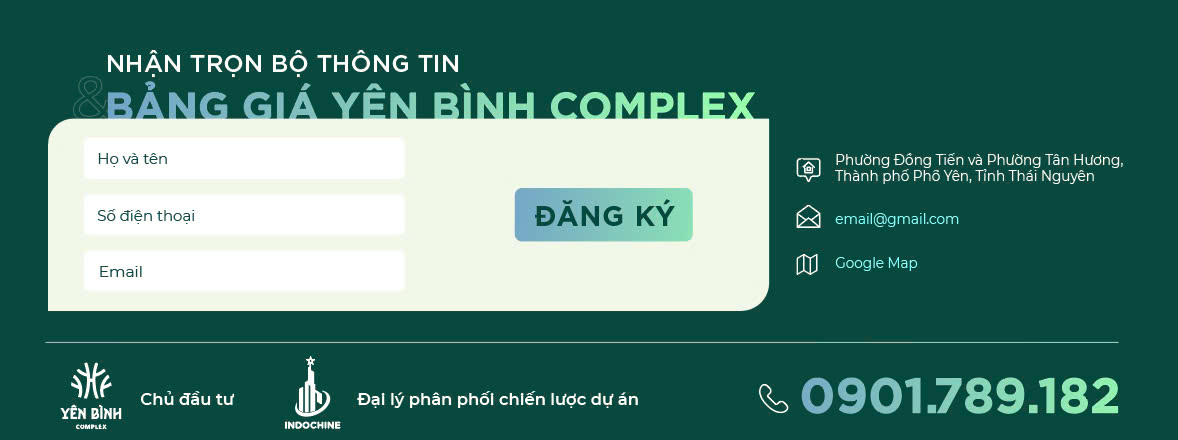 NHẬN TRỌN BỘ THÔNG TIN
& BẢNG GIÁ YÊN BÌNH COMPLEX
Họ và tên
Số điện thoại
Email
ĐĂNG KÝ
Phường Đồng Tiến và Phường Tân Hương,
Thành phố Phổ Yên, Tỉnh Thái Nguyên
email@gmail.com
Google Map
YÊN BÌNH
COMPLEX
Chủ đầu tư
INDOCHINE
Đại lý phân phối chiến lược dự án
0901.789.182